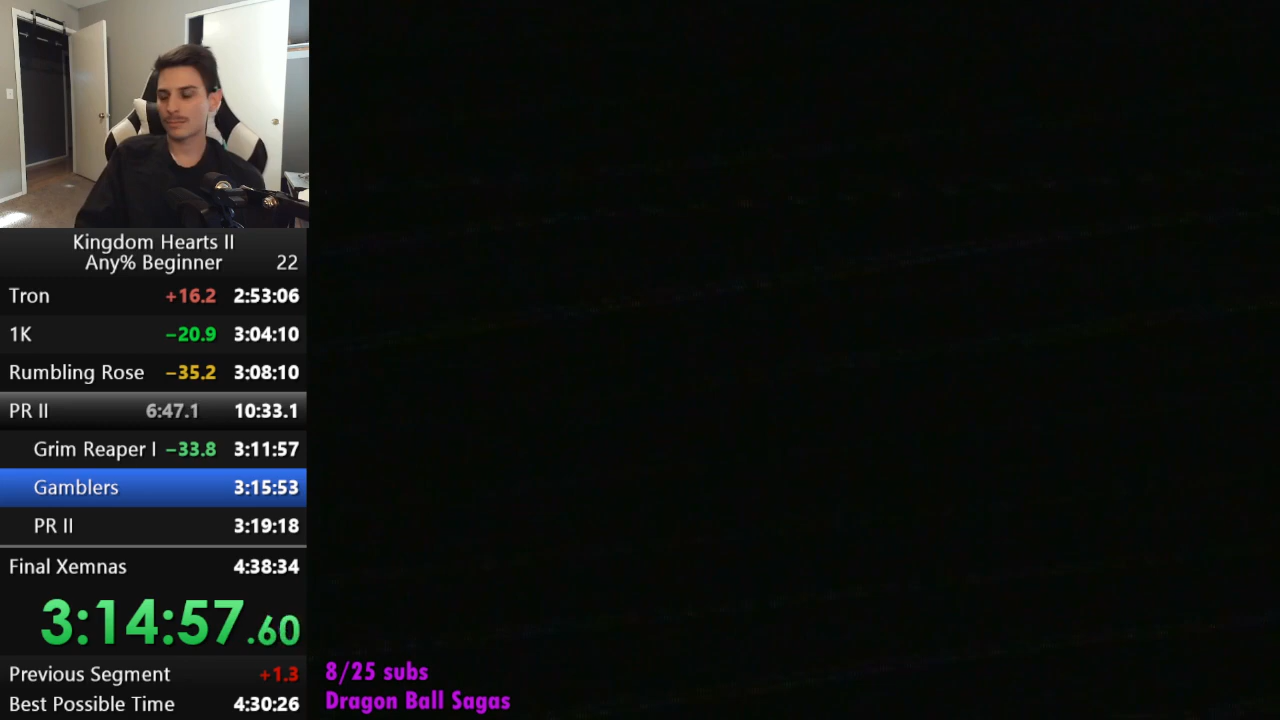 Kingdom Hearts II
Any% Beginner 22
Tron +16.2 2:53:06
1K −20.9 3:04:10
Rumbling Rose −35.2 3:08:10
PR II 6:47.1 10:33.1
Grim Reaper I −33.8 3:11:57
Gamblers 3:15:53
PR II 3:19:18
Final Xemnas 4:38:34
3:14:57.60
Previous Segment +1.3
Best Possible Time 4:30:26
8/25 subs
Dragon Ball Sagas